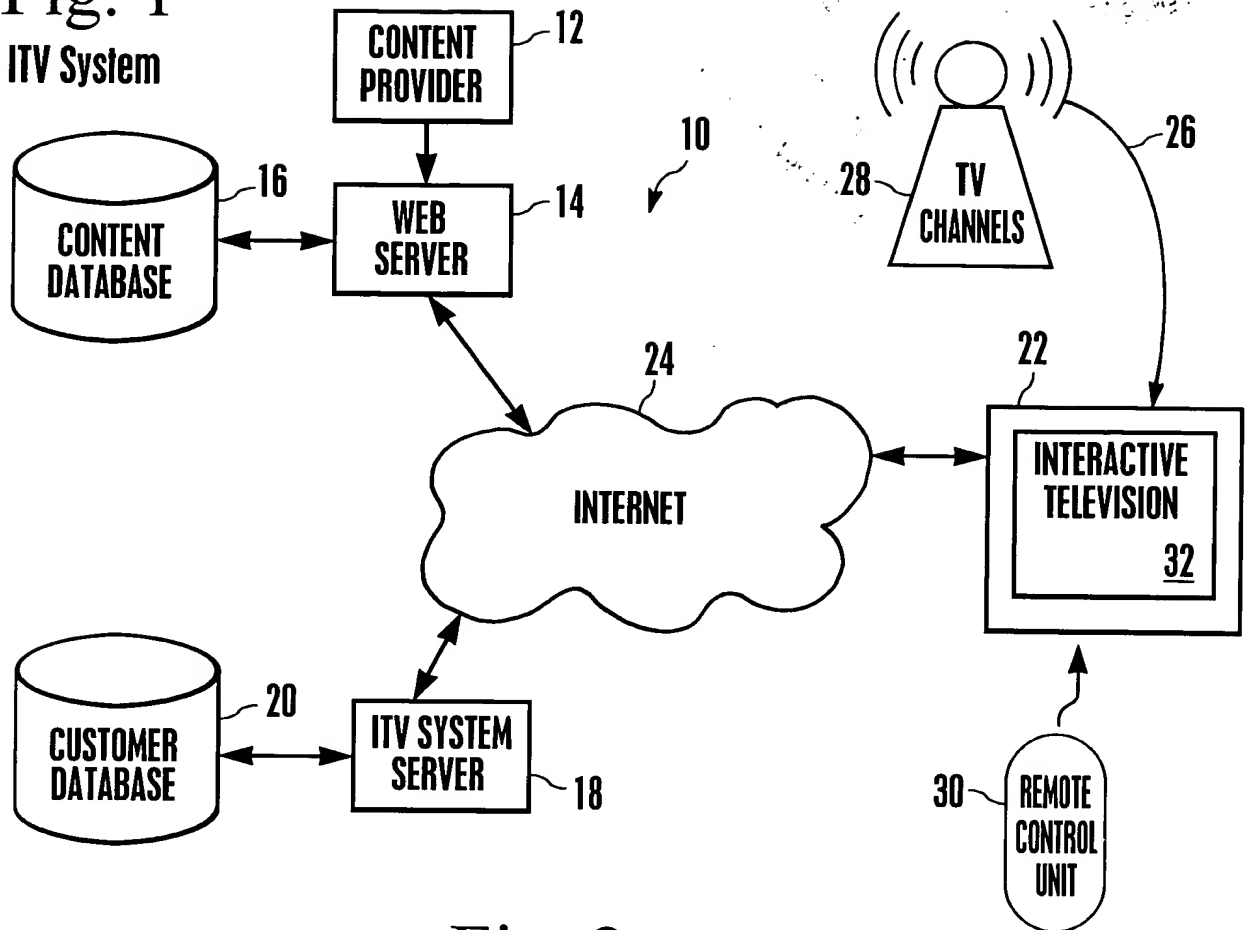 Fig. 1
ITV System
CONTENT
PROVIDER
12
10
26
28
TV
CHANNELS
16
CONTENT
DATABASE
14
WEB
SERVER
24
INTERNET
22
INTERACTIVE
TELEVISION
32
20
CUSTOMER
DATABASE
ITV SYSTEM
SERVER
18
30
REMOTE
CONTROL
UNIT